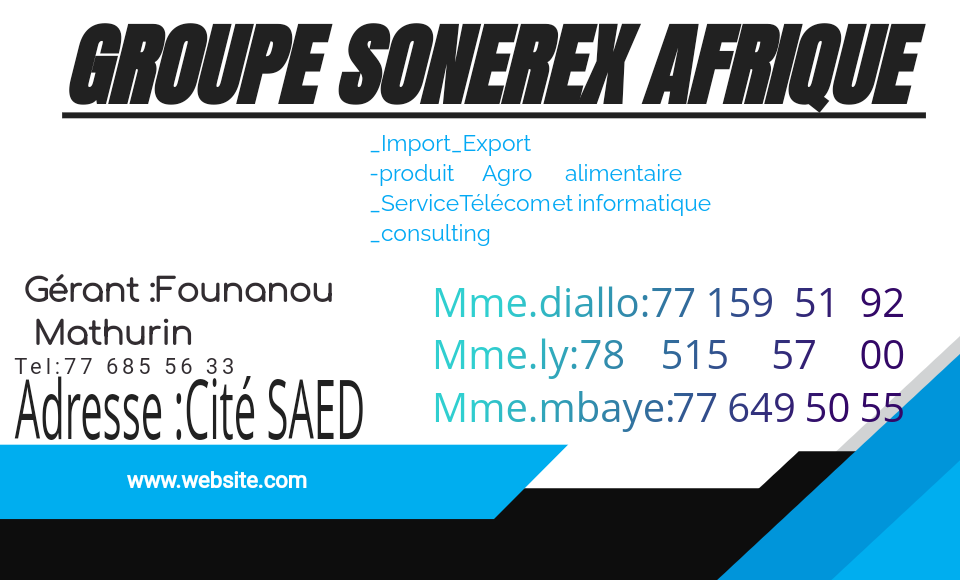 GROUPE SONEREX AFRIQUE
_Import_Export
-produit Agro alimentaire
_ServiceTélécom et informatique
_consulting
Gérant :Founanou
Mathurin
Tel:77 685 56 33
Adresse :Cité SAED
Mme.diallo:77 159 51 92
Mme.ly:78 515 57 00
Mme.mbaye:77 649 50 55
www.website.com